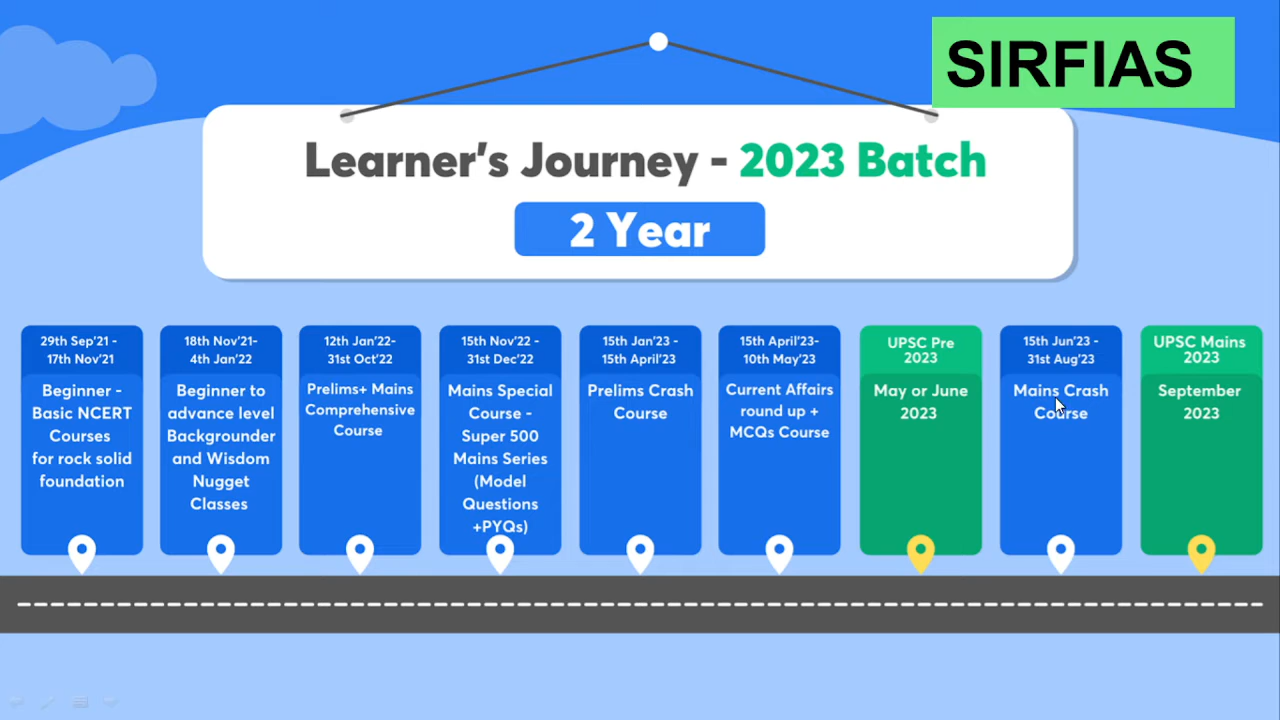 SIRFIAS
Learner's Journey - 2023 Batch
2 Year
29th Sep'21 -
17th Nov'21
Beginner -
Basic NCERT
Courses
for rock solid
foundation
18th Nov'21-
4th Jan'22
Beginner to
advance level
Backgrounder
and Wisdom
Nugget
Classes
12th Jan'22-
31st Oct'22
Prelims+ Mains
Comprehensive
Course
15th Nov'22 -
31st Dec'22
Mains Special
Course -
Super 500
Mains Series
(Model
Questions
+PYQs)
15th Jan'23 -
15th April'23
Prelims Crash
Course
15th April'23-
10th May'23
Current Affairs
round up +
MCQs Course
UPSC Pre
2023
May or June
2023
15th Jun'23 -
31st Aug'23
Mains Crash
Course
UPSC Mains
2023
September
2023